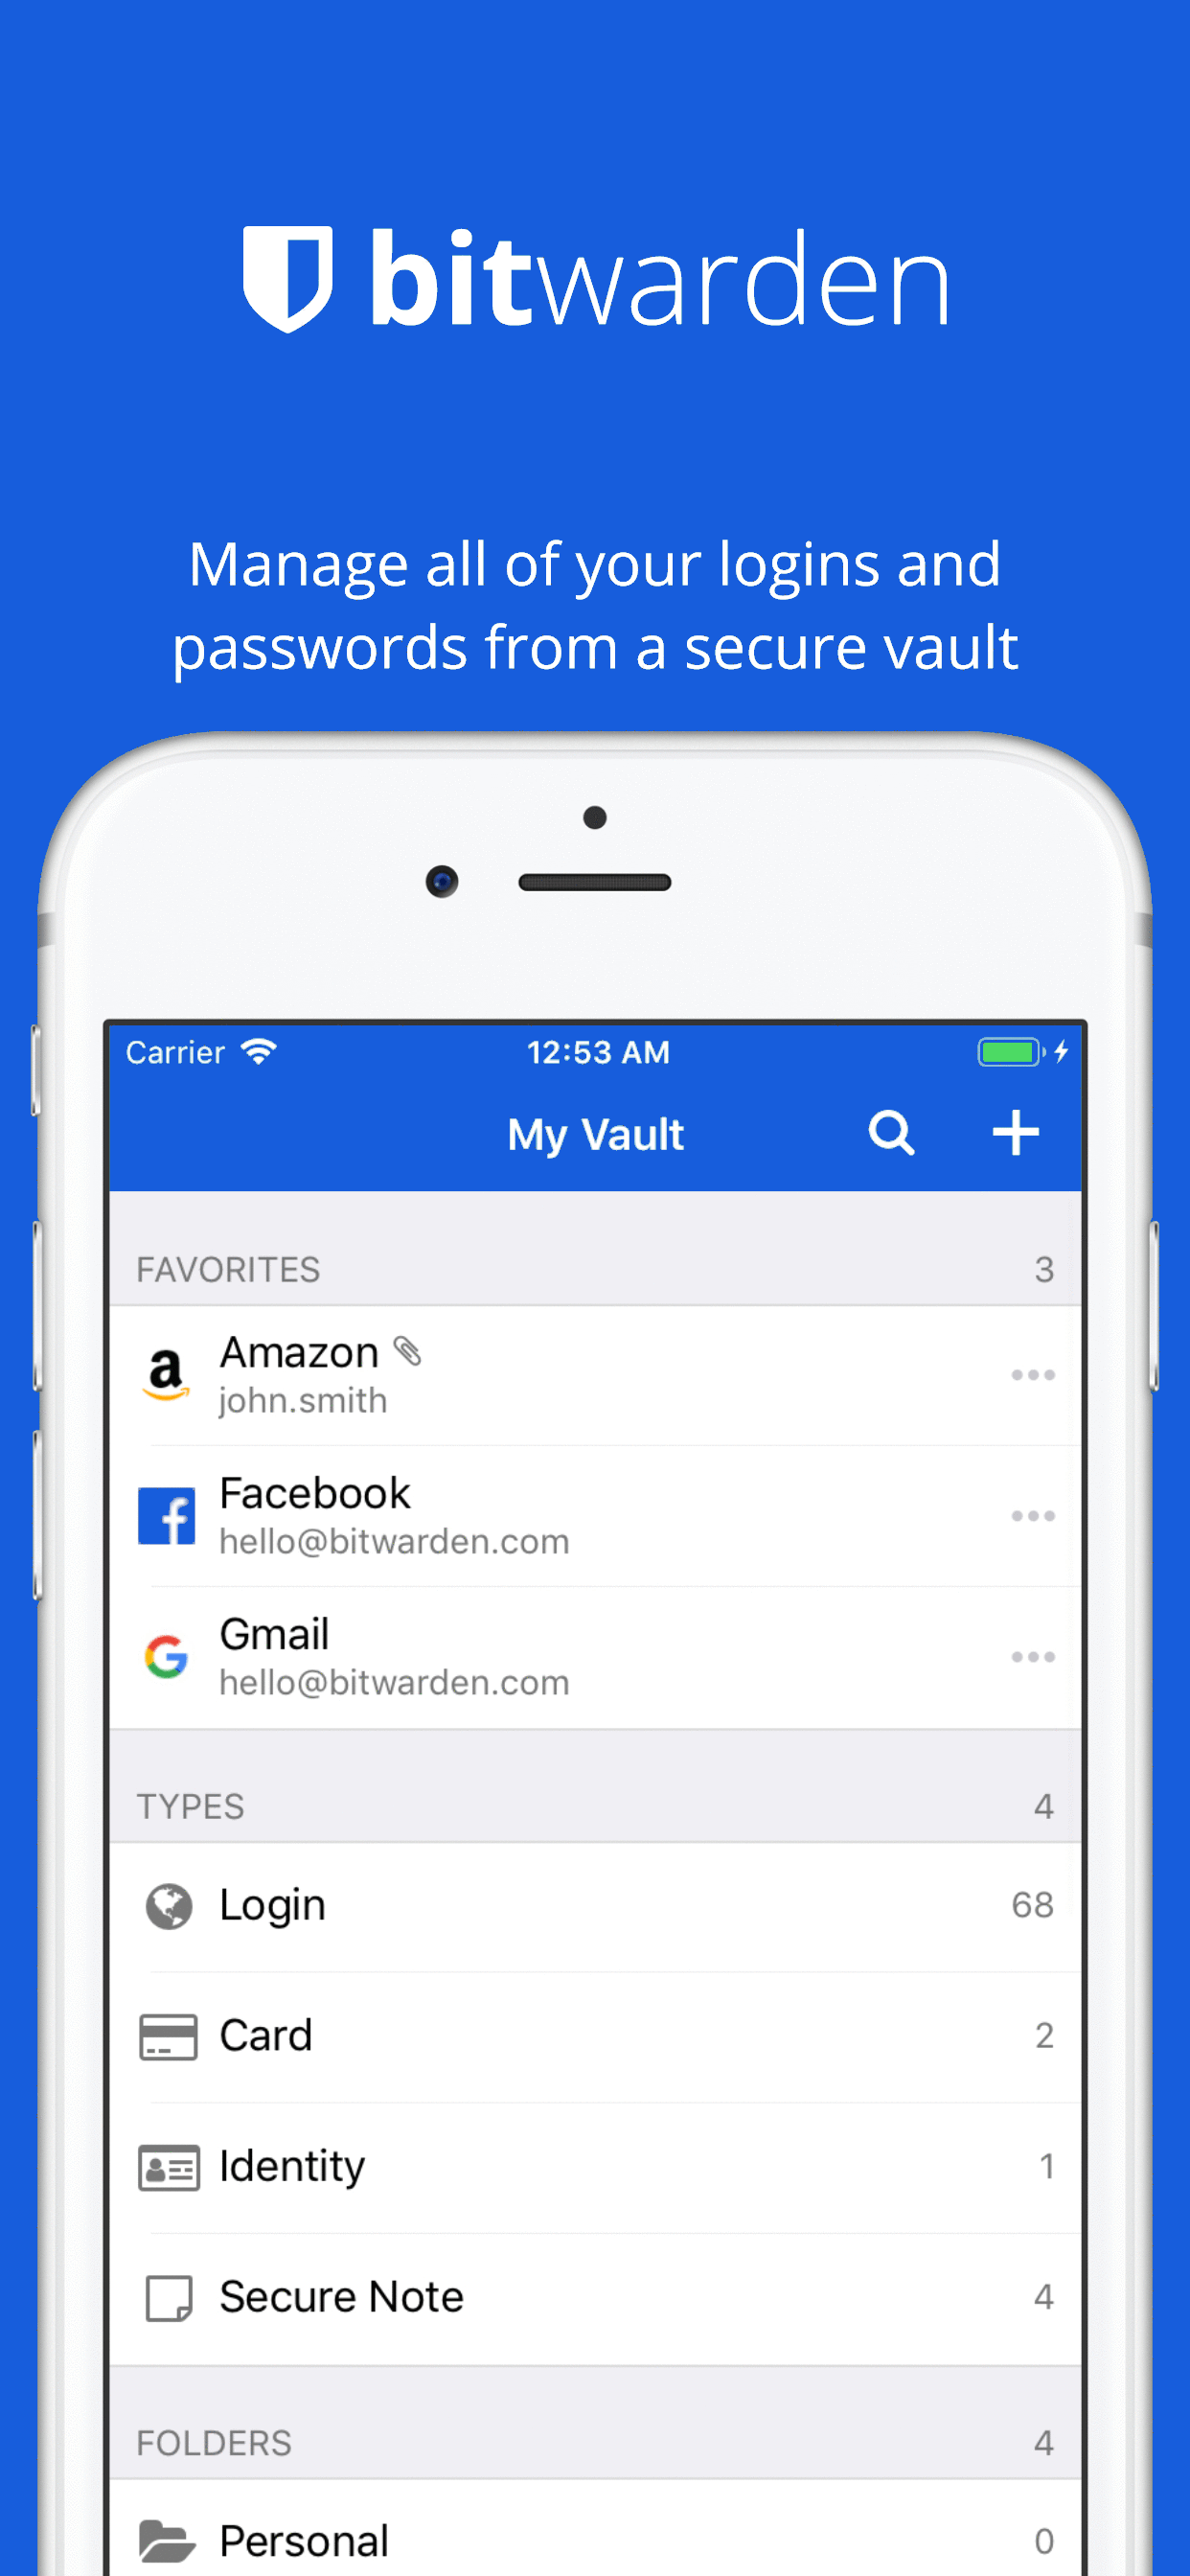 bitwarden
Manage all of your logins and
passwords from a secure vault
Carrier 12:53 AM
My Vault
FAVORITES 3
Amazon
john.smith
Facebook
hello@bitwarden.com
Gmail
hello@bitwarden.com
TYPES 4
Login 68
Card 2
Identity 1
Secure Note 4
FOLDERS 4
Personal 0